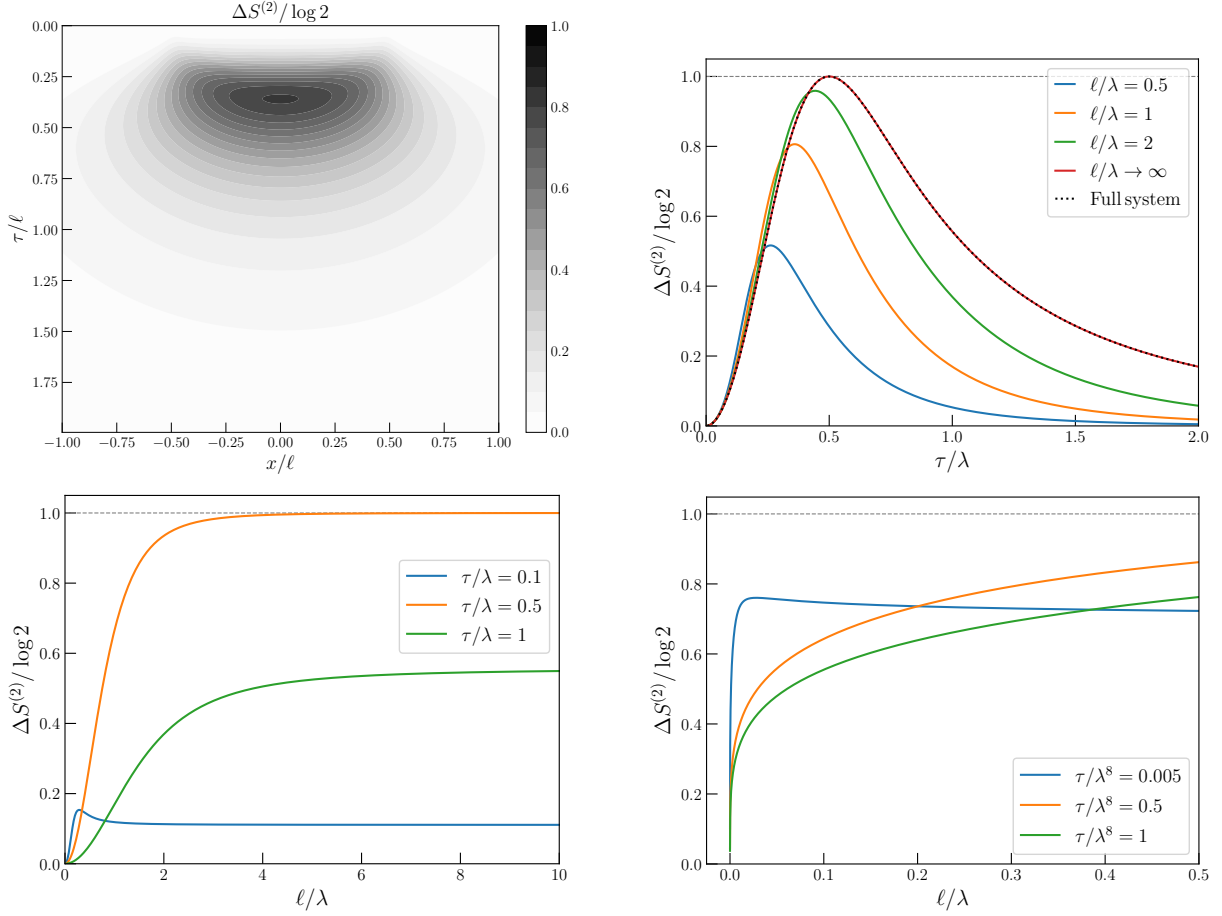 ΔS⁽²⁾/ log 2
0.00
0.25
0.50
0.75
1.00
1.25
1.50
1.75
τ/ℓ
−1.00 −0.75 −0.50 −0.25 0.00 0.25 0.50 0.75 1.00
x/ℓ
1.0
0.8
0.6
0.4
0.2
0.0
ΔS⁽²⁾/ log 2
1.0
0.8
0.6
0.4
0.2
0.0
ℓ/λ = 0.5
ℓ/λ = 1
ℓ/λ = 2
ℓ/λ → ∞
Full system
0.0 0.5 1.0 1.5 2.0
τ/λ
ΔS⁽²⁾/ log 2
1.0
0.8
0.6
0.4
0.2
0.0
τ/λ = 0.1
τ/λ = 0.5
τ/λ = 1
0 2 4 6 8 10
ℓ/λ
ΔS⁽²⁾/ log 2
1.0
0.8
0.6
0.4
0.2
0.0
τ/λ⁸ = 0.005
τ/λ⁸ = 0.5
τ/λ⁸ = 1
0.0 0.1 0.2 0.3 0.4 0.5
ℓ/λ